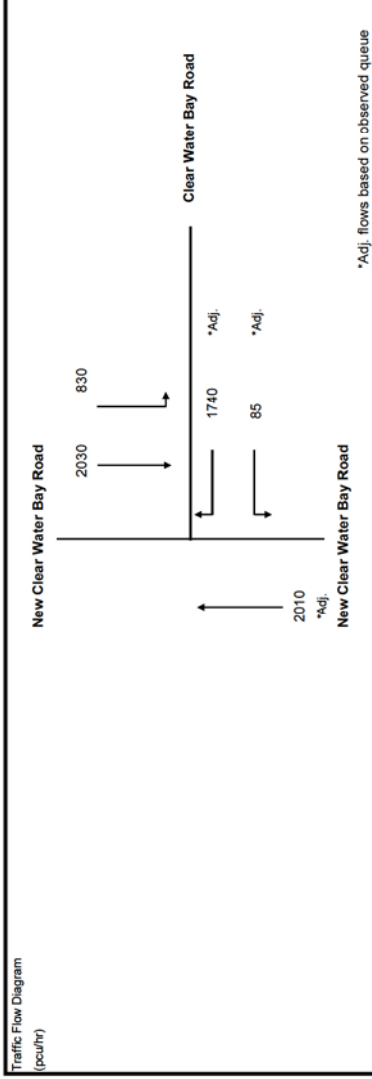 Traffic Flow Diagram
(pcu/hr)
New Clear Water Bay Road
2030
830
Clear Water Bay Road
1740
*Adj.
85
*Adj.
2010
*Adj.
New Clear Water Bay Road
*Adj. flows based on observed queue